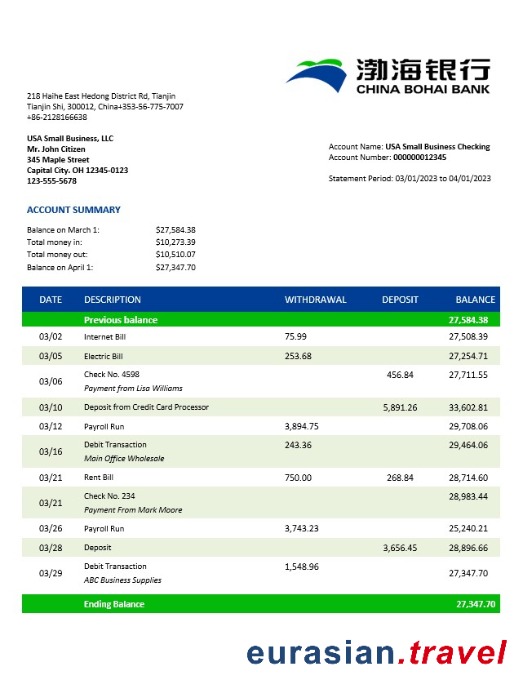 渤海银行
CHINA BOHAI BANK
218 Haihe East Hedong District Rd, Tianjin
Tianjin Shi, 300012, China+353-56-775-7007
+86-2128166638
USA Small Business, LLC
Mr. John Citizen
345 Maple Street
Capital City. OH 12345-0123
123-555-5678
Account Name: USA Small Business Checking
Account Number: 000000012345
Statement Period: 03/01/2023 to 04/01/2023
ACCOUNT SUMMARY
Balance on March 1: $27,584.38
Total money in: $10,273.39
Total money out: $10,510.07
Balance on April 1: $27,347.70
DATE DESCRIPTION WITHDRAWAL DEPOSIT BALANCE
Previous balance 27,584.38
03/02 Internet Bill 75.99 27,508.39
03/05 Electric Bill 253.68 27,254.71
03/06 Check No. 4598 456.84 27,711.55
Payment from Lisa Williams
03/10 Deposit from Credit Card Processor 5,891.26 33,602.81
03/12 Payroll Run 3,894.75 29,708.06
03/16 Debit Transaction 243.36 29,464.06
Main Office Wholesale
03/21 Rent Bill 750.00 268.84 28,714.60
03/21 Check No. 234 28,983.44
Payment From Mark Moore
03/26 Payroll Run 3,743.23 25,240.21
03/28 Deposit 3,656.45 28,896.66
03/29 Debit Transaction 1,548.96 27,347.70
ABC Business Supplies
Ending Balance 27,347.70
eurasian.travel